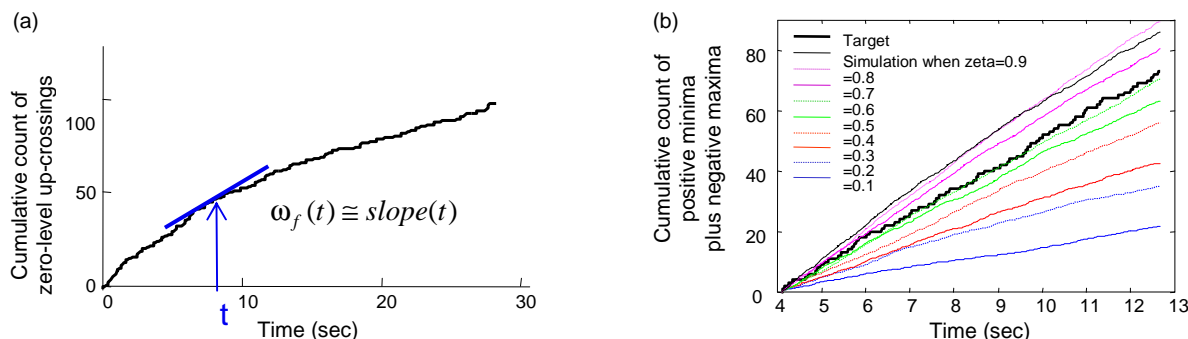 (a)
Cumulative count of
zero-level up-crossings
100
50
0
ω_f (t) ≅ slope(t)
0
10
20
30
t
Time (sec)
(b)
Cumulative count of
positive minima
plus negative maxima
80
60
40
20
0
Target
Simulation when zeta=0.9
=0.8
=0.7
=0.6
=0.5
=0.4
=0.3
=0.2
=0.1
4 5 6 7 8 9 10 11 12 13
Time (sec)